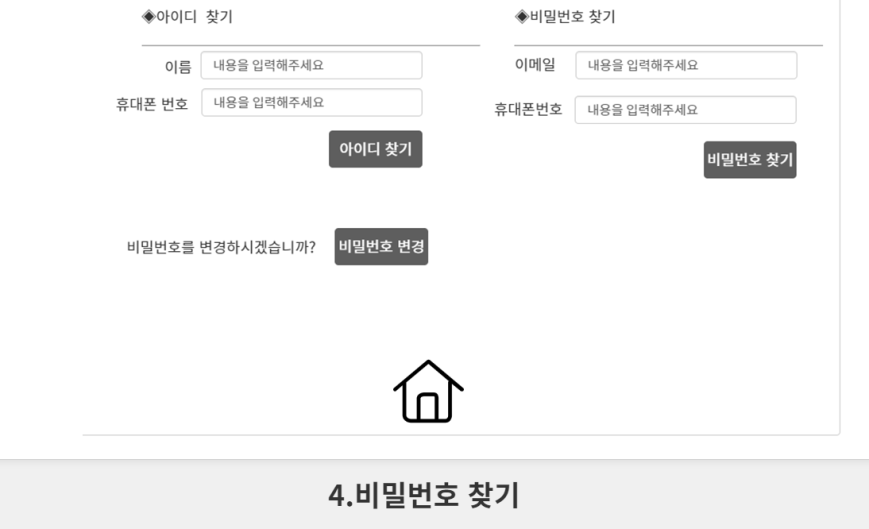 ◈아이디 찾기
이름 내용을 입력해주세요
휴대폰 번호 내용을 입력해주세요
아이디 찾기
◈비밀번호 찾기
이메일 내용을 입력해주세요
휴대폰번호 내용을 입력해주세요
비밀번호 찾기
비밀번호를 변경하시겠습니까? 비밀번호 변경
4.비밀번호 찾기